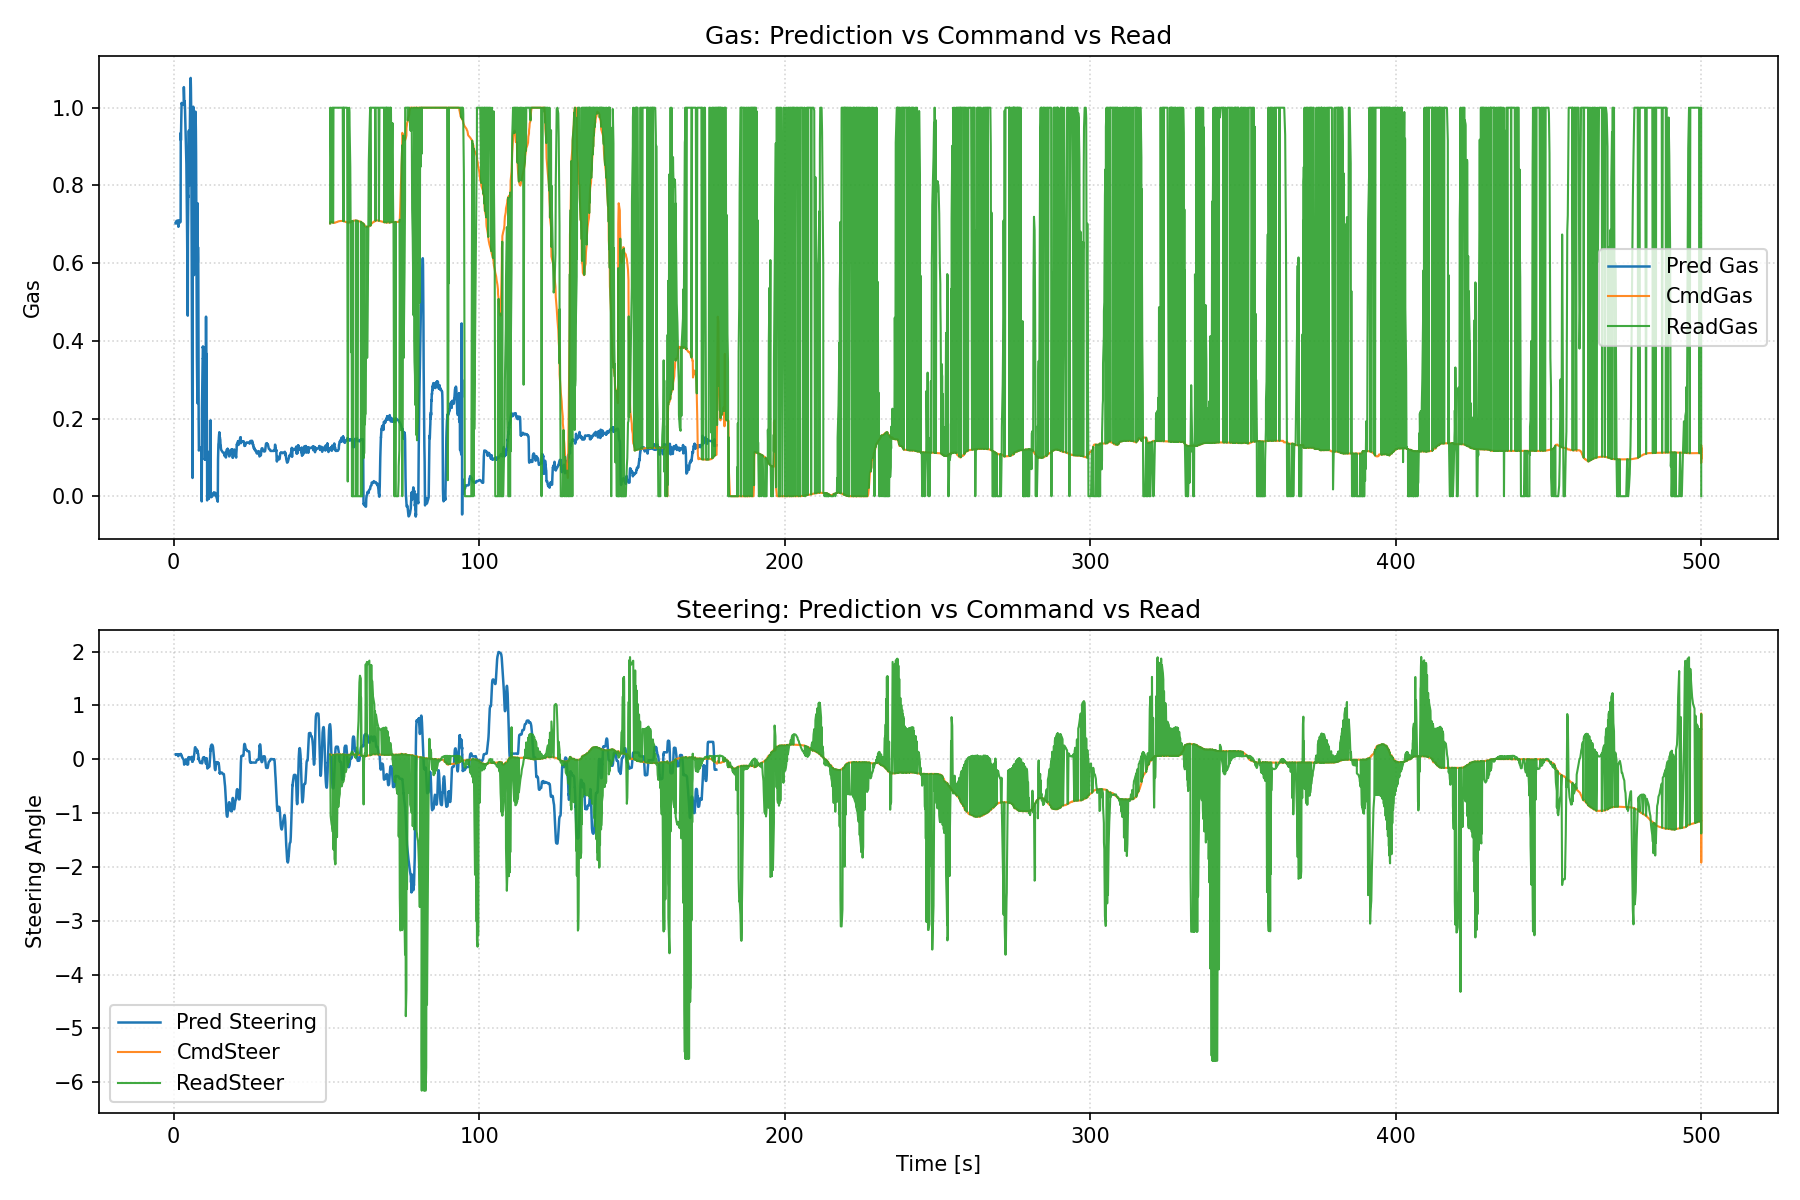 Gas: Prediction vs Command vs Read
Gas
1.0
0.8
0.6
0.4
0.2
0.0
0 100 200 300 400 500
Pred Gas
CmdGas
ReadGas
Steering: Prediction vs Command vs Read
Steering Angle
2
1
0
−1
−2
−3
−4
−5
−6
Pred Steering
CmdSteer
ReadSteer
0 100 200 300 400 500
Time [s]